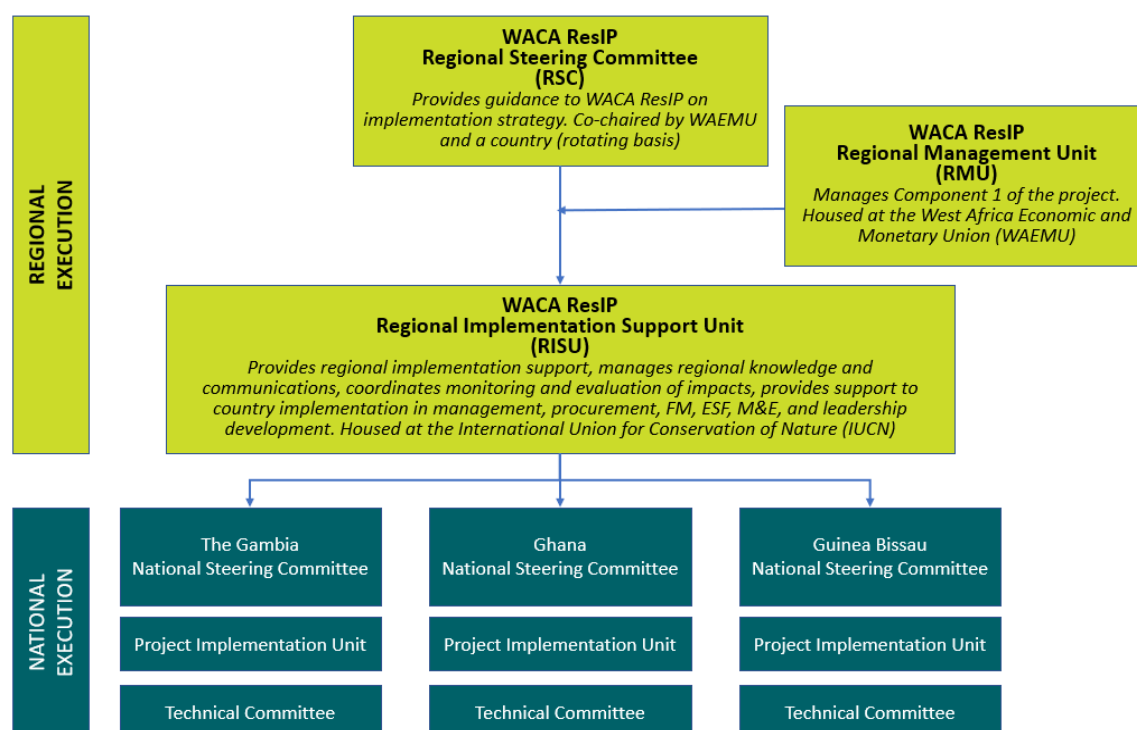 REGIONAL
EXECUTION
WACA ResIP
Regional Steering Committee
(RSC)
Provides guidance to WACA ResIP on
implementation strategy. Co-chaired by WAEMU
and a country (rotating basis)
WACA ResIP
Regional Management Unit
(RMU)
Manages Component 1 of the project.
Housed at the West Africa Economic and
Monetary Union (WAEMU)
WACA ResIP
Regional Implementation Support Unit
(RISU)
Provides regional implementation support, manages regional knowledge and
communications, coordinates monitoring and evaluation of impacts, provides support to
country implementation in management, procurement, FM, ESF, M&E, and leadership
development. Housed at the International Union for Conservation of Nature (IUCN)
NATIONAL
EXECUTION
The Gambia
National Steering Committee
Project Implementation Unit
Technical Committee
Ghana
National Steering Committee
Project Implementation Unit
Technical Committee
Guinea Bissau
National Steering Committee
Project Implementation Unit
Technical Committee